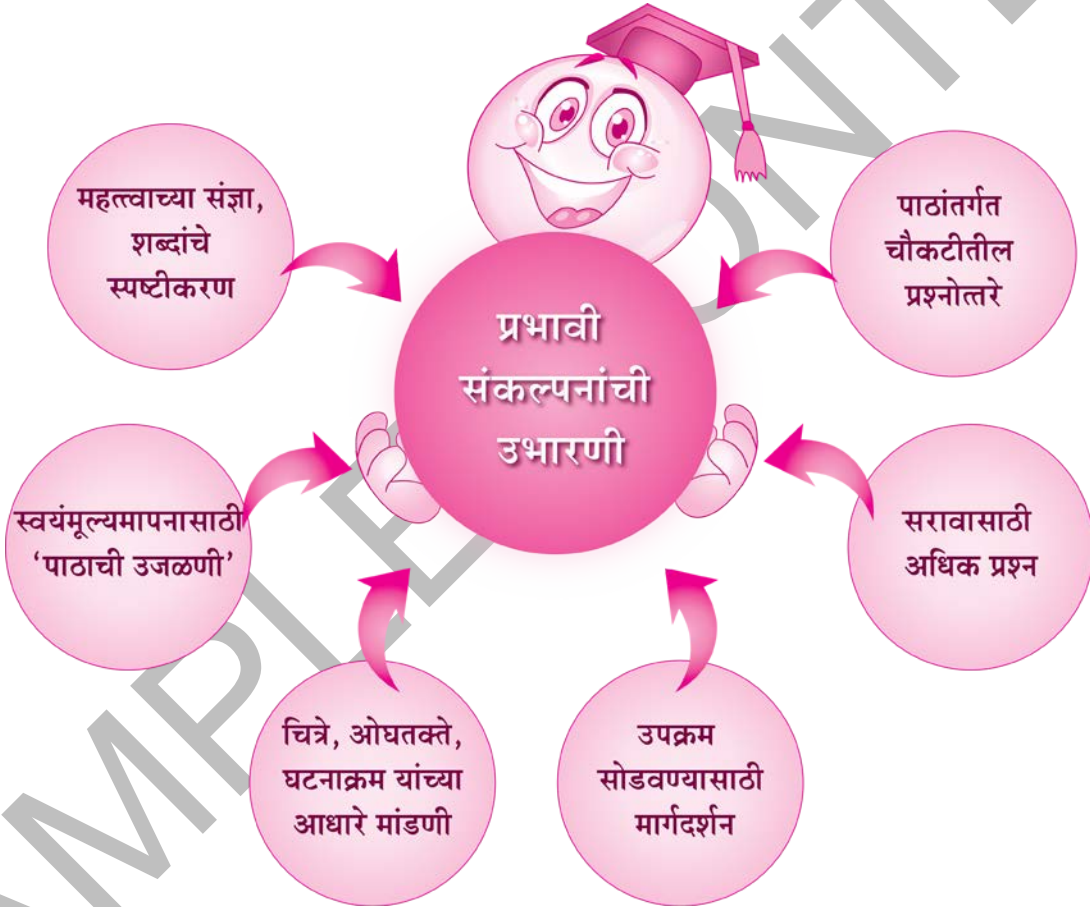 महत्त्वाच्या संज्ञा,
शब्दांचे
स्पष्टीकरण
पाठांतर्गत
चौकटीतील
प्रश्नोत्तरे
प्रभावी
संकल्पनांची
उभारणी
स्वयंमूल्यमापनासाठी
‘पाठाची उजळणी’
सरावासाठी
अधिक प्रश्न
चित्रे, ओघतक्ते,
घटनाक्रम यांच्या
आधारे मांडणी
उपक्रम
सोडवण्यासाठी
मार्गदर्शन